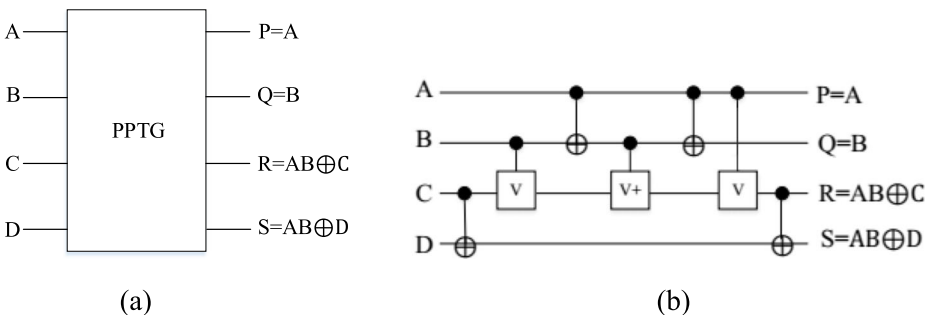 A P=A
B Q=B
PPTG
C R=AB⊕C
D S=AB⊕D
(a)
A P=A
B Q=B
V V+ V
C R=AB⊕C
D S=AB⊕D
(b)